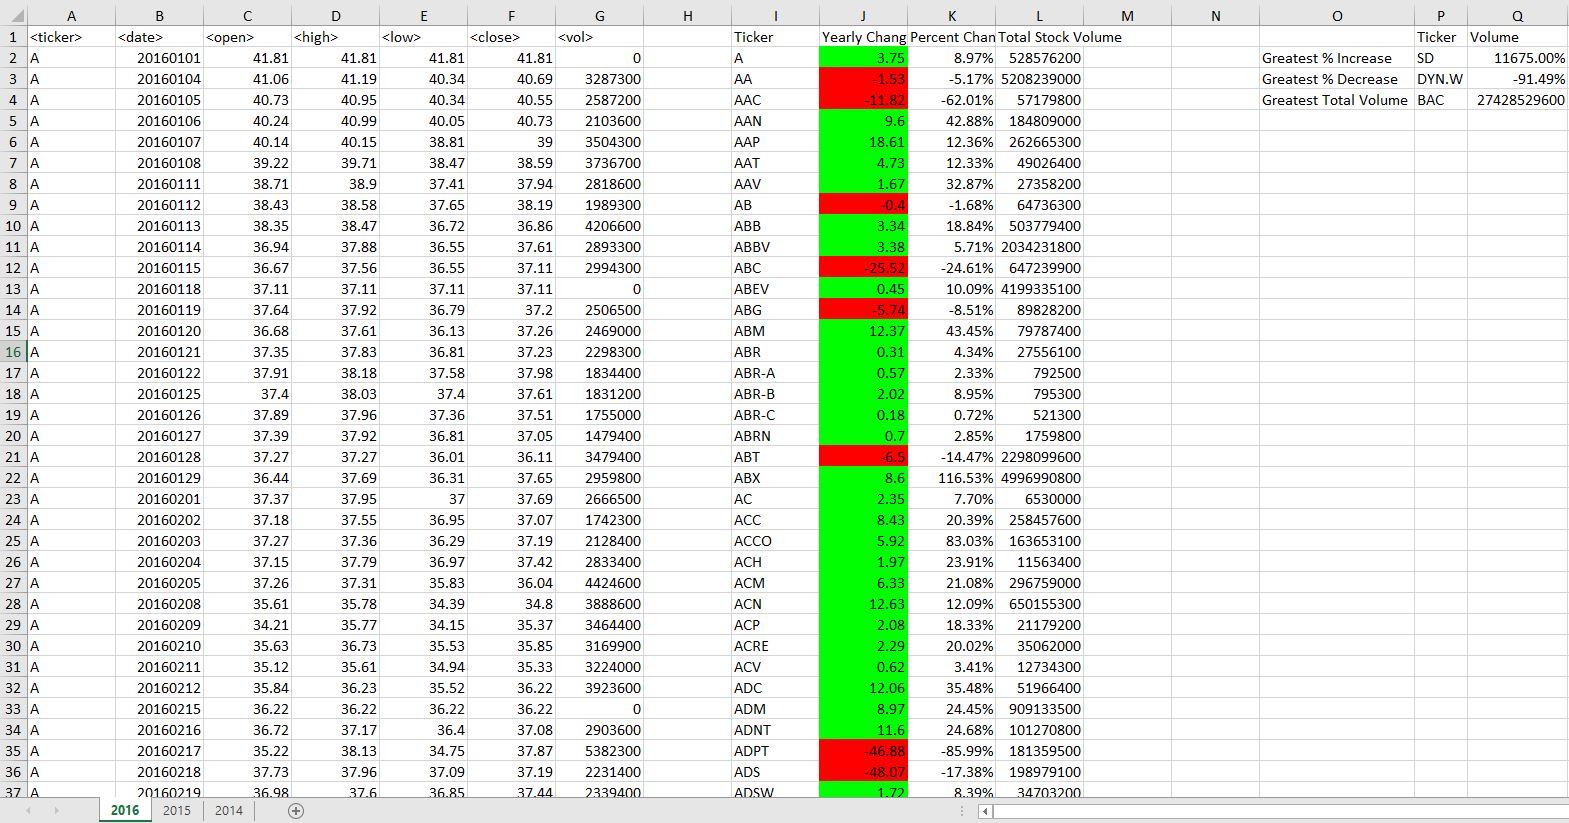 A B C D E F G H I J K L M N O P Q
1 <ticker> <date> <open> <high> <low> <close> <vol> Ticker Yearly Chang Percent Chan Total Stock Volume Ticker Volume
2 A 20160101 41.81 41.81 41.81 41.81 0 A 3.75 8.97% 528576200 Greatest % Increase SD 11675.00%
3 A 20160104 41.06 41.19 40.34 40.69 3287300 AA -1.53 -5.17% 5208239000 Greatest % Decrease DYN.W -91.49%
4 A 20160105 40.73 40.95 40.34 40.55 2587200 AAC -11.82 -62.01% 57179800 Greatest Total Volume BAC 27428529600
5 A 20160106 40.24 40.99 40.05 40.73 2103600 AAN 9.6 42.88% 184809000
6 A 20160107 40.14 40.15 38.81 39 3504300 AAP 18.61 12.36% 262665300
7 A 20160108 39.22 39.71 38.47 38.59 3736700 AAT 4.73 12.33% 49026400
8 A 20160111 38.71 38.9 37.41 37.94 2818600 AAV 1.67 32.87% 27358200
9 A 20160112 38.43 38.58 37.65 38.19 1989300 AB -0.4 -1.68% 64736300
10 A 20160113 38.35 38.47 36.72 36.86 4206600 ABB 3.34 18.84% 503779400
11 A 20160114 36.94 37.88 36.55 37.61 2893300 ABBV 3.38 5.71% 2034231800
12 A 20160115 36.67 37.56 36.55 37.11 2994300 ABC -25.52 -24.61% 647239900
13 A 20160118 37.11 37.11 37.11 37.11 0 ABEV 0.45 10.09% 4199335100
14 A 20160119 37.64 37.92 36.79 37.2 2506500 ABG -5.74 -8.51% 89828200
15 A 20160120 36.68 37.61 36.13 37.26 2469000 ABM 12.37 43.45% 79787400
16 A 20160121 37.35 37.83 36.81 37.23 2298300 ABR 0.31 4.34% 27556100
17 A 20160122 37.91 38.18 37.58 37.98 1834400 ABR-A 0.57 2.33% 792500
18 A 20160125 37.4 38.03 37.4 37.61 1831200 ABR-B 2.02 8.95% 795300
19 A 20160126 37.89 37.96 37.36 37.51 1755000 ABR-C 0.18 0.72% 521300
20 A 20160127 37.39 37.92 36.81 37.05 1479400 ABRN 0.7 2.85% 1759800
21 A 20160128 37.27 37.27 36.01 36.11 3479400 ABT -6.5 -14.47% 2298099600
22 A 20160129 36.44 37.69 36.31 37.65 2959800 ABX 8.6 116.53% 4996990800
23 A 20160201 37.37 37.95 37 37.69 2666500 AC 2.35 7.70% 6530000
24 A 20160202 37.18 37.55 36.95 37.07 1742300 ACC 8.43 20.39% 258457600
25 A 20160203 37.27 37.36 36.29 37.19 2128400 ACCO 5.92 83.03% 163653100
26 A 20160204 37.15 37.79 36.97 37.42 2833400 ACH 1.97 23.91% 11563400
27 A 20160205 37.26 37.31 35.83 36.04 4424600 ACM 6.33 21.08% 296759000
28 A 20160208 35.61 35.78 34.39 34.8 3888600 ACN 12.63 12.09% 650155300
29 A 20160209 34.21 35.77 34.15 35.37 3464400 ACP 2.08 18.33% 21179200
30 A 20160210 35.63 36.73 35.53 35.85 3169900 ACRE 2.29 20.02% 35062000
31 A 20160211 35.12 35.61 34.94 35.33 3224000 ACV 0.62 3.41% 12734300
32 A 20160212 35.84 36.23 35.52 36.22 3923600 ADC 12.06 35.48% 51966400
33 A 20160215 36.22 36.22 36.22 36.22 0 ADM 8.97 24.45% 909133500
34 A 20160216 36.72 37.17 36.4 37.08 2903600 ADNT 11.6 24.68% 101270800
35 A 20160217 35.22 38.13 34.75 37.87 5382300 ADPT -46.88 -85.99% 181359500
36 A 20160218 37.73 37.96 37.09 37.19 2231400 ADS -48.07 -17.38% 198979100
37 A 20160219 36.98 37.6 36.85 37.44 2339400 ADSW 1.72 8.39% 34703200
2016 2015 2014